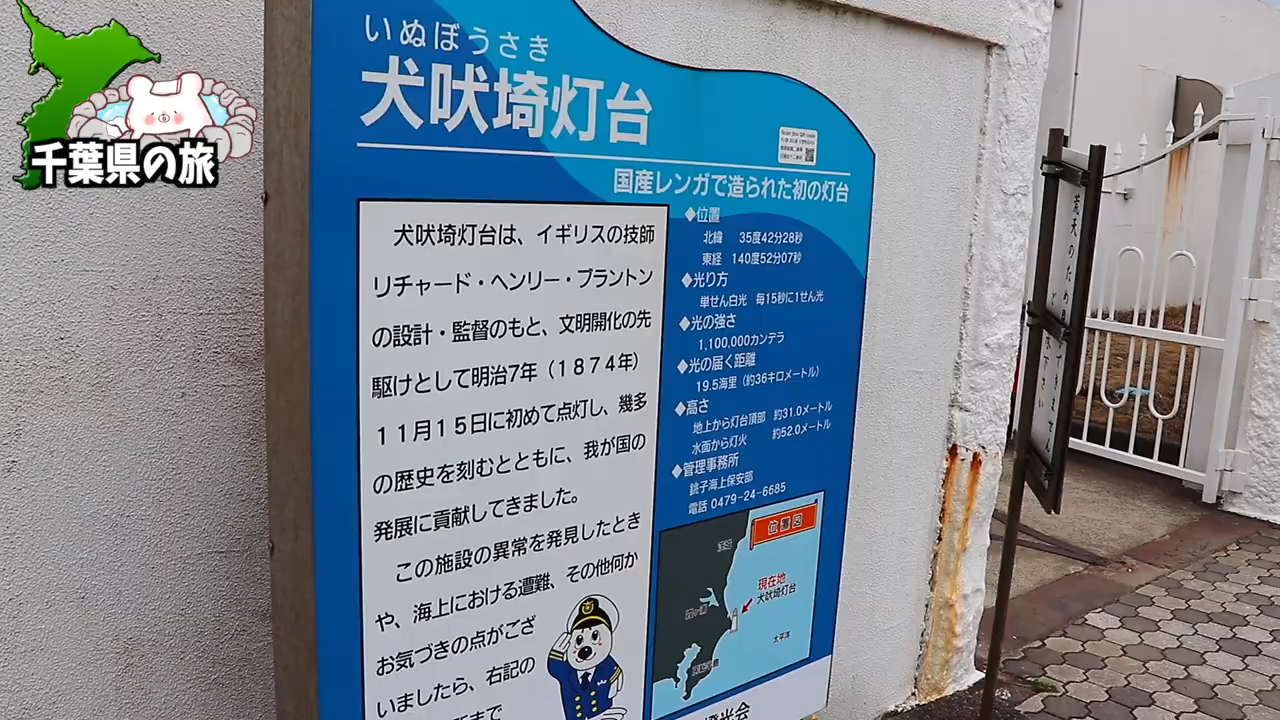 千葉県の旅
いぬぼうさき
犬吠埼灯台
国産レンガで造られた初の灯台
犬吠埼灯台は、イギリスの技師
リチャード・ヘンリー・ブラントン
の設計・監督のもと、文明開化の先
駆けとして明治7年（１８７４年）
１１月１５日に初めて点灯し、幾多
の歴史を刻むとともに、我が国の
発展に貢献してきました。
この施設の異常を発見したとき
や、海上における遭難、その他何か
お気づきの点がござ
いましたら、右記の
まで
◆位置
北緯 35度42分28秒
東経 140度52分07秒
◆光り方
単せん白光 毎15秒に1せん光
◆光の強さ
1,100,000カンデラ
◆光の届く距離
19.5海里（約36キロメートル）
◆高さ
地上から灯台頂部 約31.0メートル
水面から灯火 約52.0メートル
◆管理事務所
銚子海上保安部
電話 0479-24-6685
位置図
茨城
現在地
犬吠埼灯台
太平洋
燈光会
荒天のため